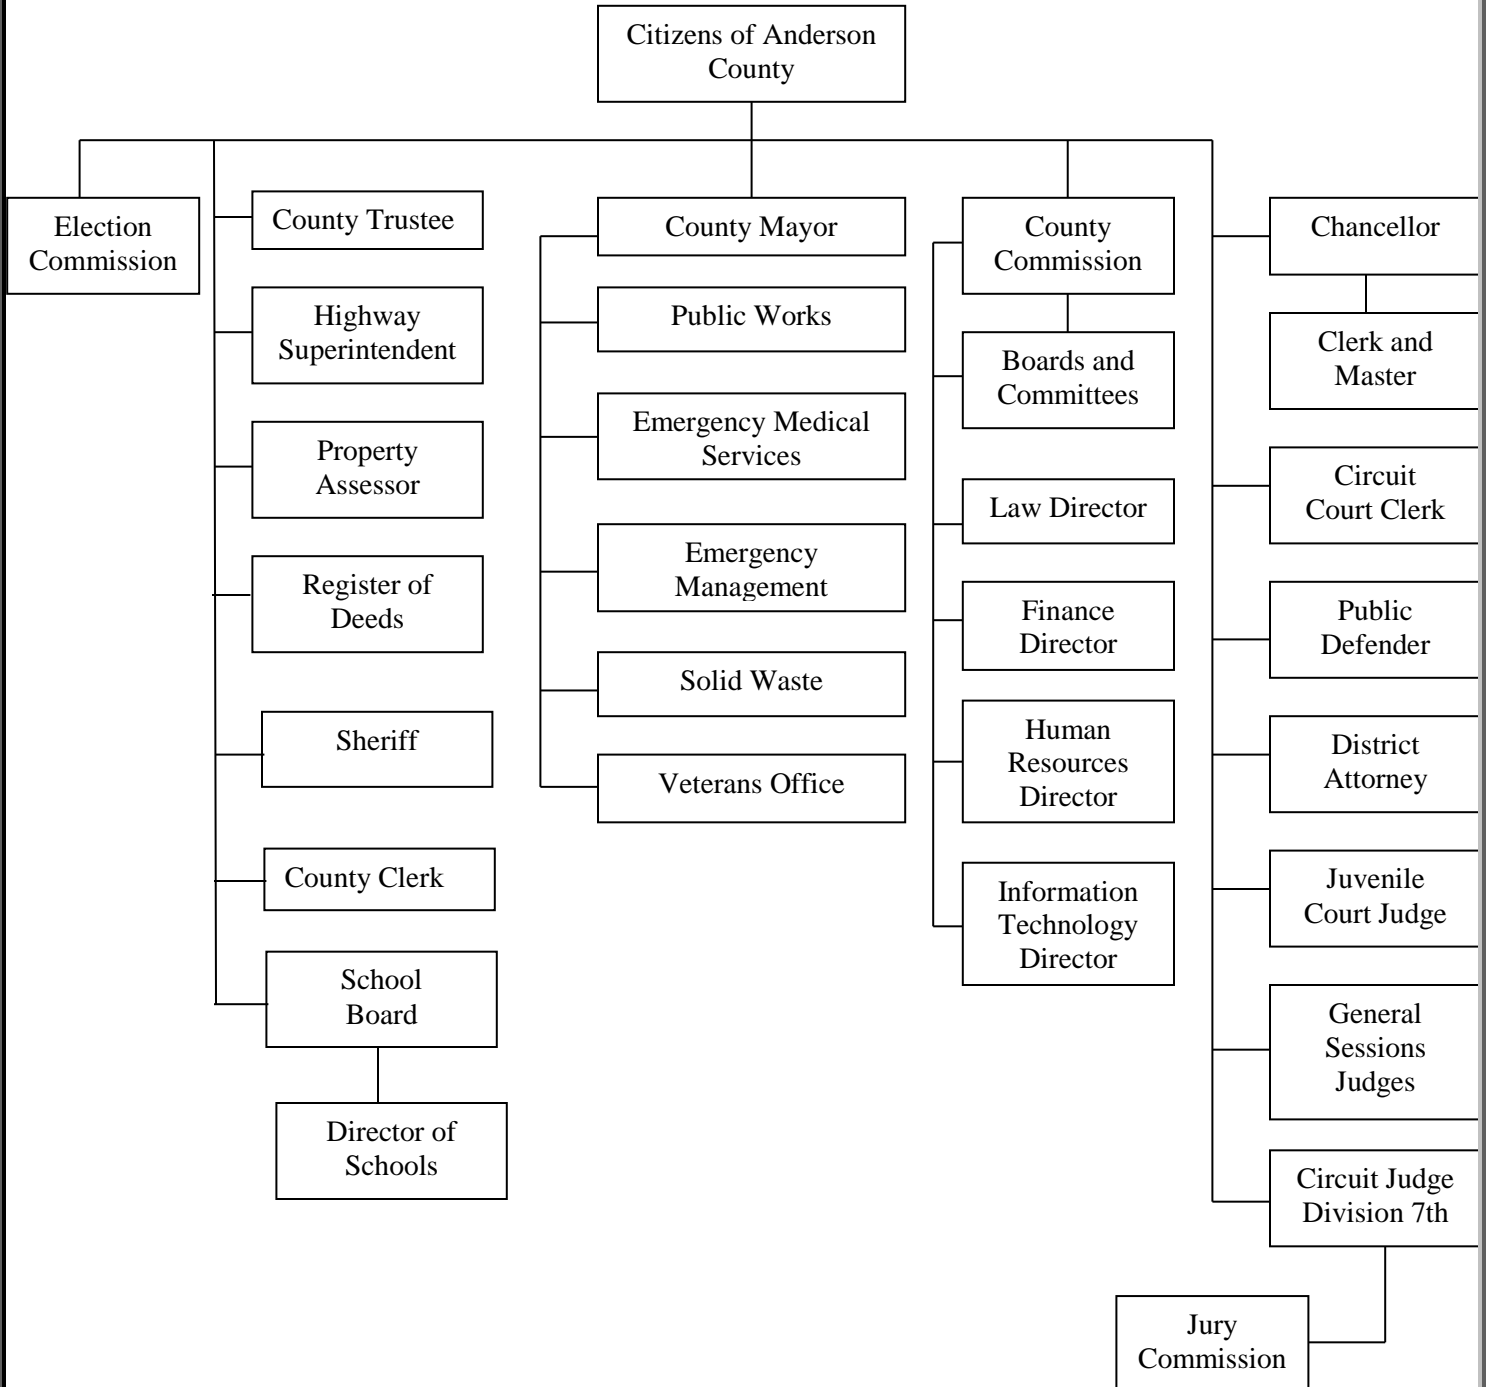 Citizens of Anderson
County
Election
Commission
County Trustee
Highway
Superintendent
Property
Assessor
Register of
Deeds
Sheriff
County Clerk
School
Board
Director of
Schools
County Mayor
Public Works
Emergency Medical
Services
Emergency
Management
Solid Waste
Veterans Office
County
Commission
Boards and
Committees
Law Director
Finance
Director
Human
Resources
Director
Information
Technology
Director
Chancellor
Clerk and
Master
Circuit
Court Clerk
Public
Defender
District
Attorney
Juvenile
Court Judge
General
Sessions
Judges
Circuit Judge
Division 7th
Jury
Commission